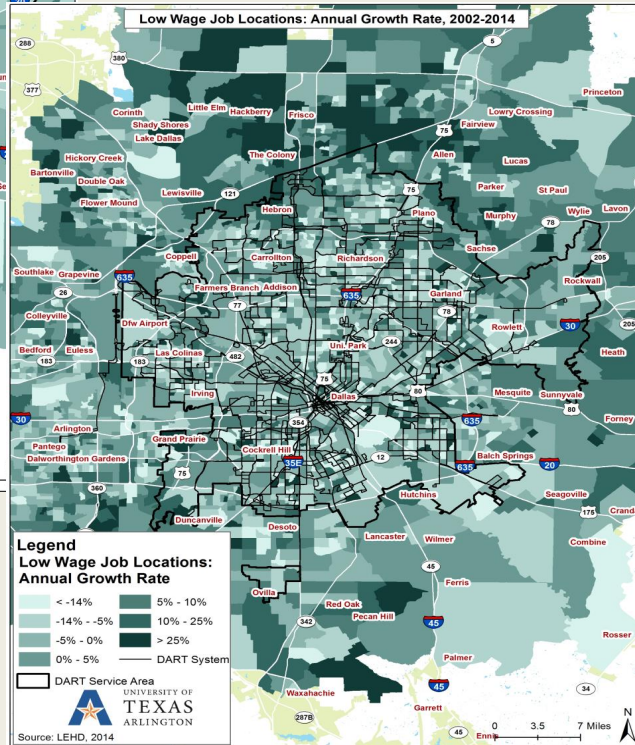 Low Wage Job Locations: Annual Growth Rate, 2002-2014
288
380
5
377
Princeton
Corinth
Little Elm
Hackberry
Frisco
Lowry Crossing
Shady Shores
75
Fairview
Lake Dallas
Hickory Creek
The Colony
Allen
Lucas
Bartonville
Double Oak
Lewisville
121
75
Parker
St Paul
Flower Mound
Hebron
Plano
Murphy
78
Wylie
Lavon
Coppell
Carrollton
Richardson
Sachse
205
Southlake
Grapevine
635
Farmers Branch
Addison
635
Garland
Rockwall
26
77
78
Colleyville
Dfw Airport
Rowlett
30
205
Bedford
Euless
183
183
Las Colinas
482
Uni. Park
244
Heath
75
Irving
Dallas
80
Mesquite
Sunnyvale
80
30
354
635
Forney
Arlington
Grand Prairie
Pantego
Cockrell Hill
Dalworthington Gardens
75
35E
12
635
Balch Springs
20
360
Hutchins
Seagoville
Duncanville
Desoto
175
Crand
Lancaster
Wilmer
Combine
45
Ovilla
Ferris
Red Oak
342
Pecan Hill
45
Rosser
Palmer
Waxahachie
45
34
287B
Garrett
45
Ennis
Legend
Low Wage Job Locations:
Annual Growth Rate
< -14%
5% - 10%
-14% - -5%
10% - 25%
-5% - 0%
> 25%
0% - 5%
DART System
DART Service Area
UNIVERSITY OF
TEXAS
ARLINGTON
Source: LEHD, 2014
0 3.5 7 Miles
N